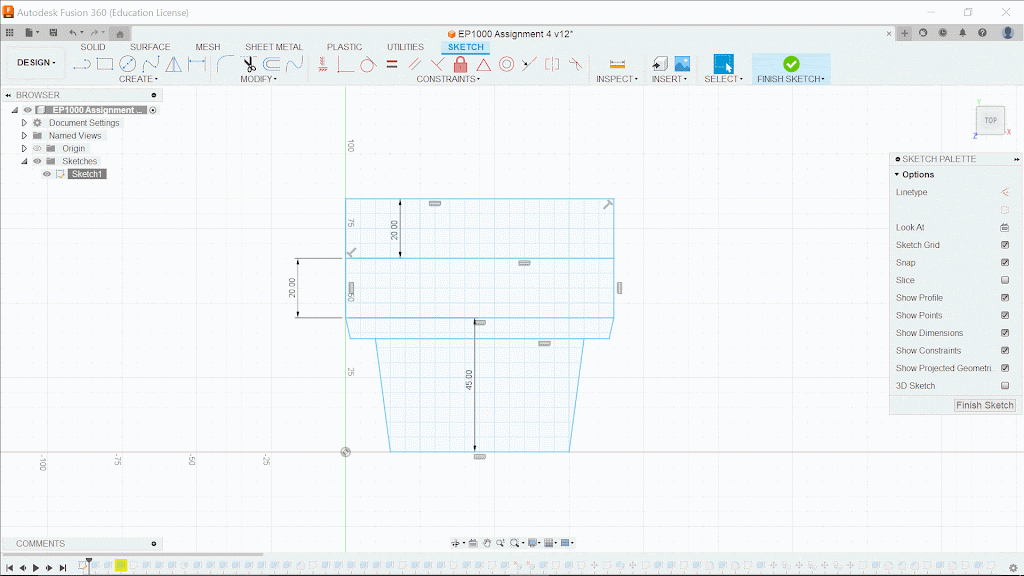 Autodesk Fusion 360 (Education License)
EP1000 Assignment 4 v12*
SOLID SURFACE MESH SHEET METAL PLASTIC UTILITIES SKETCH
DESIGN
CREATE MODIFY CONSTRAINTS INSPECT INSERT SELECT FINISH SKETCH
BROWSER
EP1000 Assignment ...
Document Settings
Named Views
Origin
Sketches
Sketch1
TOP
Y
X
Z
SKETCH PALETTE
Options
Linetype
Look At
Sketch Grid
Snap
Slice
Show Profile
Show Points
Show Dimensions
Show Constraints
Show Projected Geometri
3D Sketch
Finish Sketch
100
75
50
25
20.00
20.00
45.00
-100 -75 -50 -25
COMMENTS